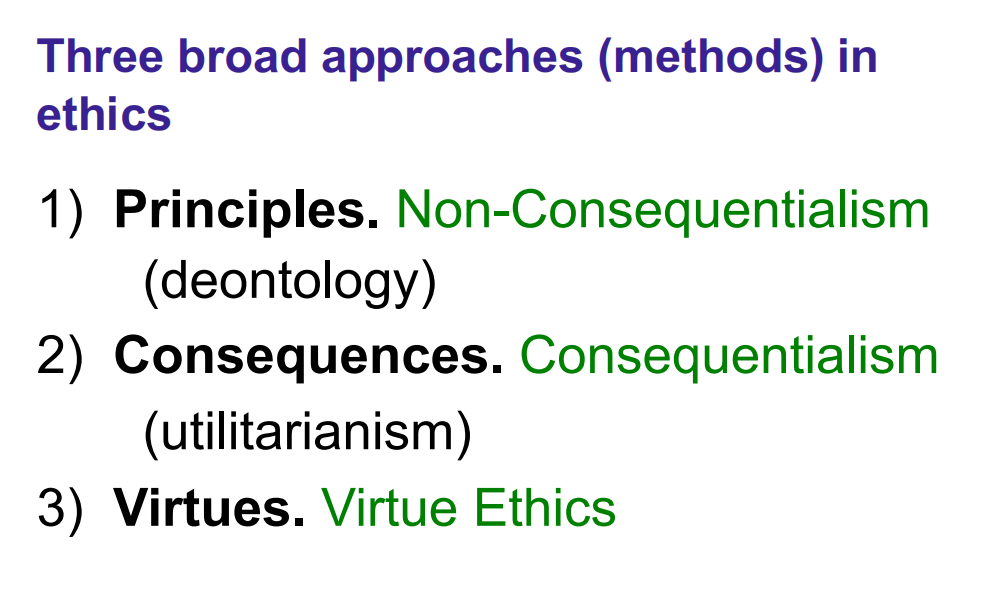 Three broad approaches (methods) in
ethics
1) Principles. Non-Consequentialism
(deontology)
2) Consequences. Consequentialism
(utilitarianism)
3) Virtues. Virtue Ethics